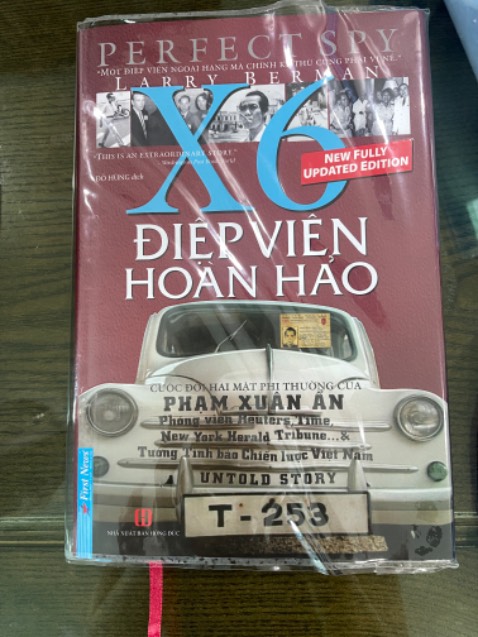 PERFECT SPY
"MỘT ĐIỆP VIÊN NGOẠI HẠNG MÀ CHÍNH KẺ THÙ CŨNG PHẢI VỊ NỂ."
LARRY BERMAN
X6
"THIS IS AN EXTRAORDINARY STORY."
ĐỖ HÙNG dịch
NEW FULLY
UPDATED EDITION
ĐIỆP VIÊN
HOÀN HẢO
CUỘC ĐỜI HAI MẶT PHI THƯỜNG CỦA
PHẠM XUÂN ẨN
Phóng viên Reuters, Time,
New York Herald Tribune...&
Tướng Tình báo Chiến lược Việt Nam
UNTOLD STORY
T - 253
First News
NHÀ XUẤT BẢN HỒNG ĐỨC